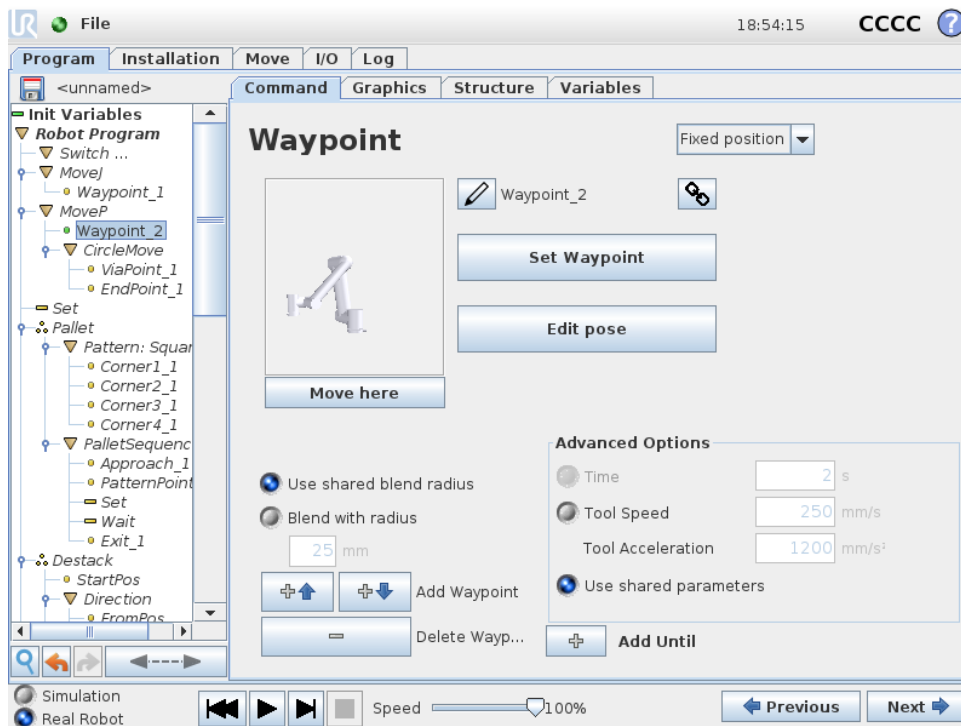 UR File 18:54:15 CCCC ?
Program Installation Move I/O Log
<unnamed> Command Graphics Structure Variables
Init Variables
Robot Program
Switch ...
MoveJ
Waypoint_1
MoveP
Waypoint_2
CircleMove
ViaPoint_1
EndPoint_1
Set
Pallet
Pattern: Squar
Corner1_1
Corner2_1
Corner3_1
Corner4_1
PalletSequenc
Approach_1
PatternPoint
Set
Wait
Exit_1
Destack
StartPos
Direction
FromPos
Waypoint Fixed position
Waypoint_2
Set Waypoint
Edit pose
Move here
Use shared blend radius
Blend with radius
25 mm
Add Waypoint
Delete Wayp...
Advanced Options
Time 2 s
Tool Speed 250 mm/s
Tool Acceleration 1200 mm/s²
Use shared parameters
Add Until
Simulation
Real Robot
Speed 100%
Previous Next